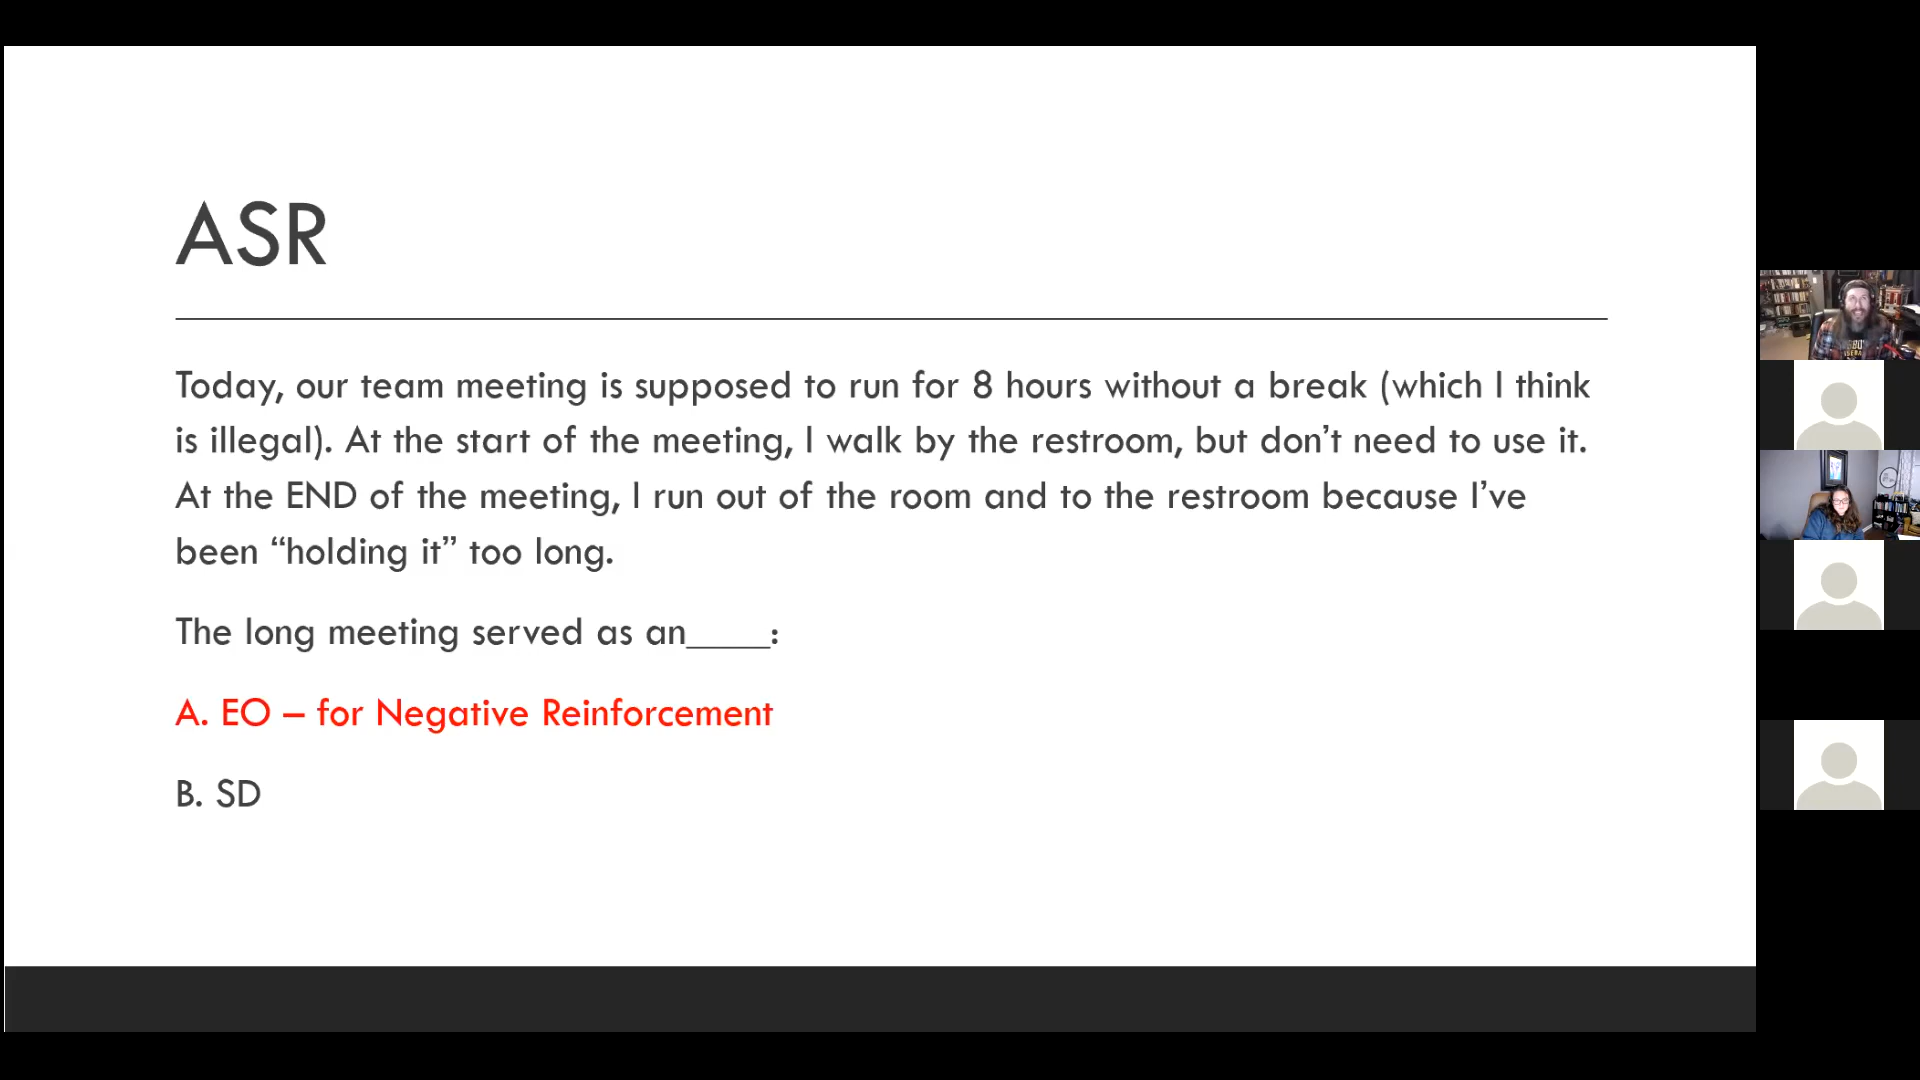 ASR
Today, our team meeting is supposed to run for 8 hours without a break (which I think
is illegal). At the start of the meeting, I walk by the restroom, but don’t need to use it.
At the END of the meeting, I run out of the room and to the restroom because I’ve
been “holding it” too long.
The long meeting served as an____:
A. EO – for Negative Reinforcement
B. SD